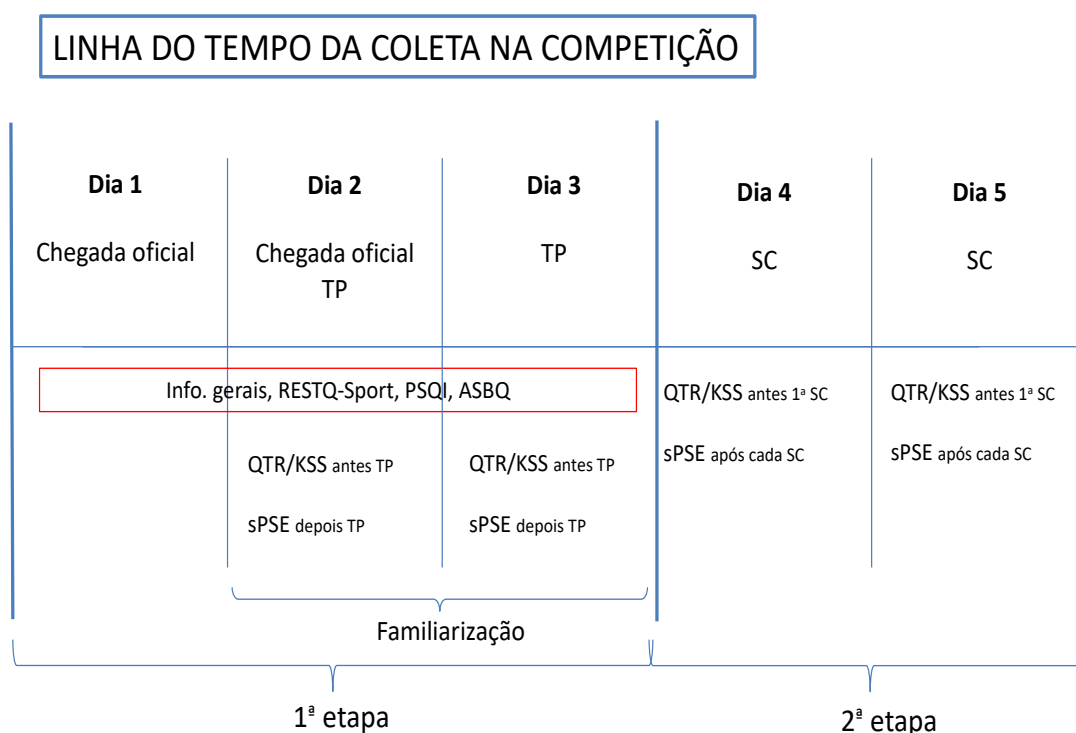 LINHA DO TEMPO DA COLETA NA COMPETIÇÃO
Dia 1
Dia 2
Dia 3
Dia 4
Dia 5
Chegada oficial
Chegada oficial
TP
TP
SC
SC
Info. gerais, RESTQ-Sport, PSQI, ASBQ
QTR/KSS antes 1ª SC
QTR/KSS antes 1ª SC
sPSE após cada SC
sPSE após cada SC
QTR/KSS antes TP
QTR/KSS antes TP
sPSE depois TP
sPSE depois TP
Familiarização
1ª etapa
2ª etapa